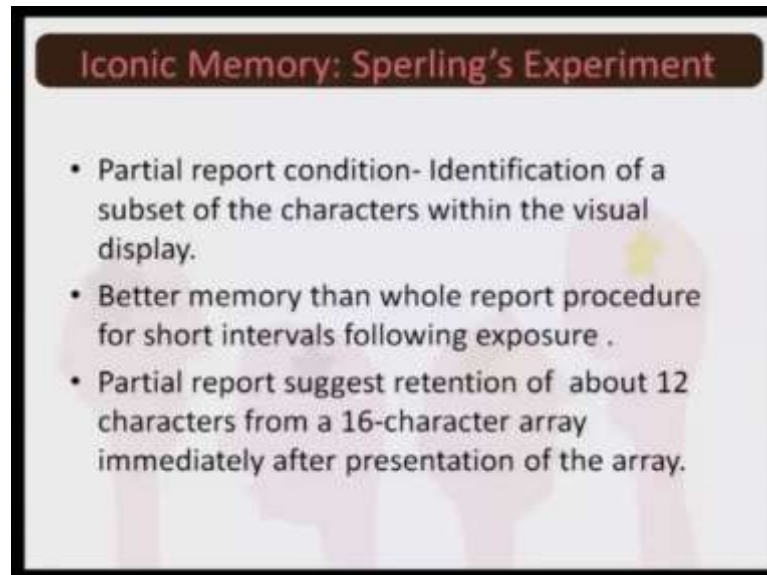 Iconic Memory: Sperling's Experiment
• Partial report condition- Identification of a
subset of the characters within the visual
display.
• Better memory than whole report procedure
for short intervals following exposure .
• Partial report suggest retention of about 12
characters from a 16-character array
immediately after presentation of the array.